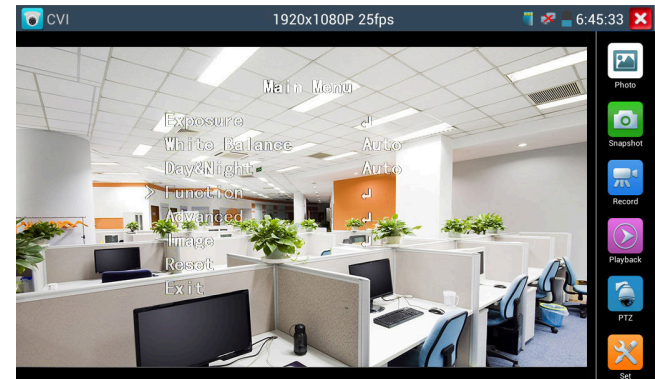 CVI 1920x1080P 25fps 6:45:33
Main Menu
Exposure
White Balance Auto
Day&Night Auto
> Function
Advanced
Image
Reset
Exit
Photo
Snapshot
Record
Playback
PTZ
Set